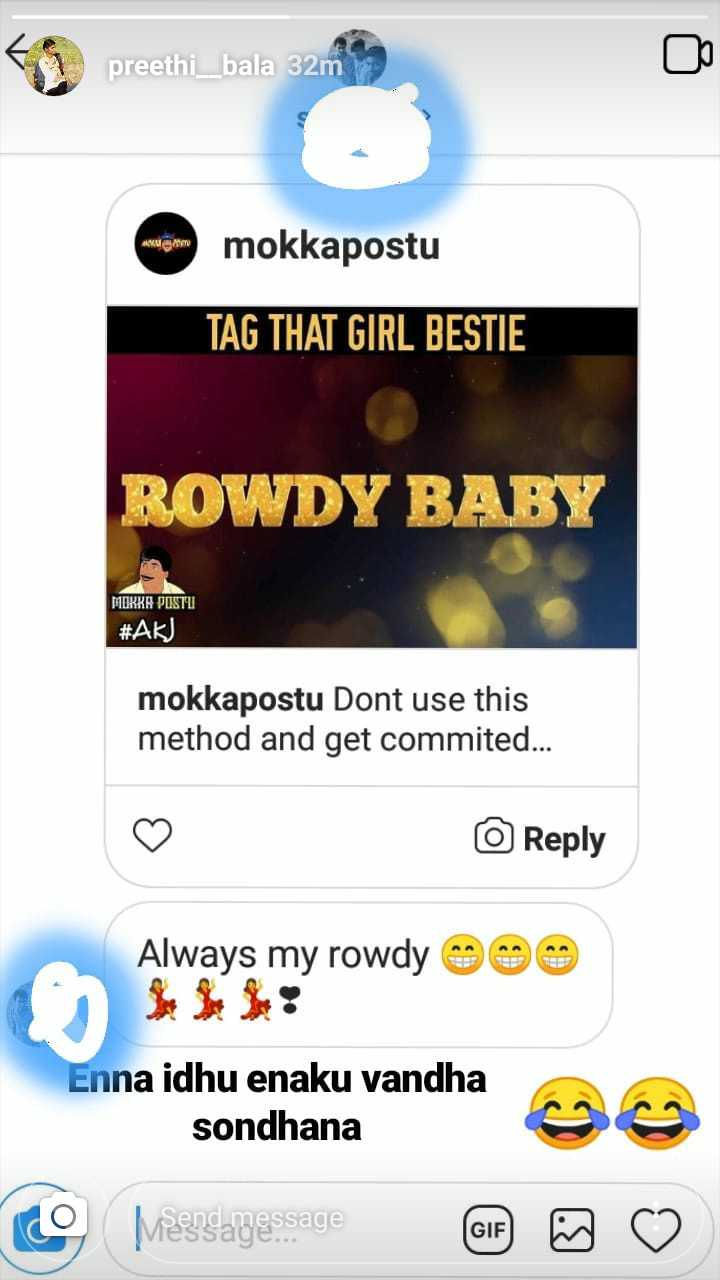 preethi__bala 32m
mokkapostu
TAG THAT GIRL BESTIE
ROWDY BABY
MOKKA POSTU
#AKJ
mokkapostu Dont use this
method and get commited...
Reply
Always my rowdy 😁😁😁
💃💃💃❣
Enna idhu enaku vandha
sondhana 😂😂
Send message
Message...
GIF